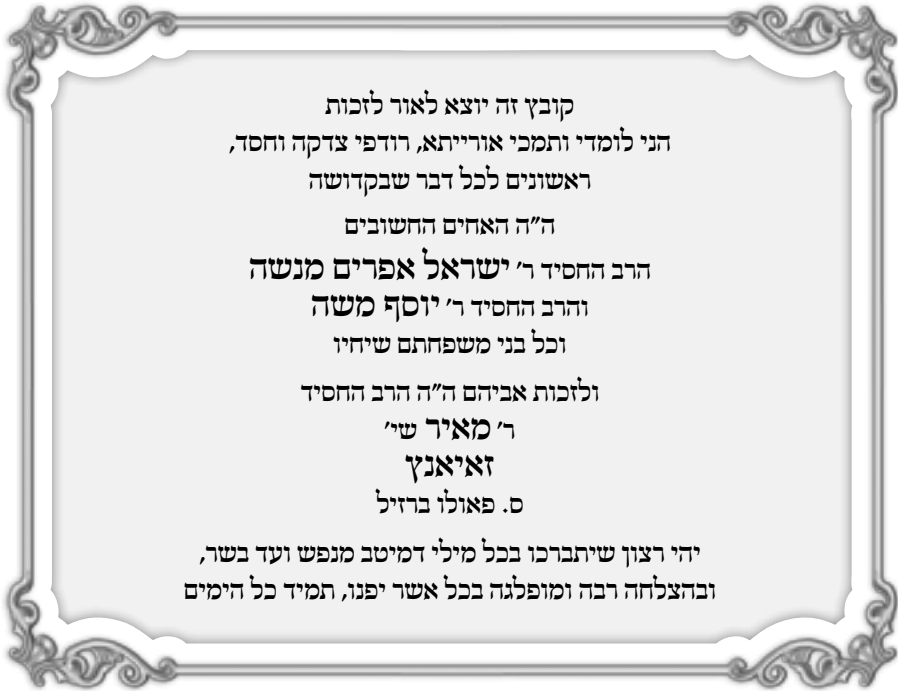 קובץ זה יוצא לאור לזכות
הני לומדי ותמכי אורייתא, רודפי צדקה וחסד,
ראשונים לכל דבר שבקדושה
ה״ה האחים החשובים
הרב החסיד ר׳ ישראל אפרים מנשה
והרב החסיד ר׳ יוסף משה
וכל בני משפחתם שיחיו
ולזכות אביהם ה״ה הרב החסיד
ר׳ מאיר שי׳
זאיאנץ
ס. פאולו ברזיל
יהי רצון שיתברכו בכל מילי דמיטב מנפש ועד בשר,
ובהצלחה רבה ומופלגה בכל אשר יפנו, תמיד כל הימים